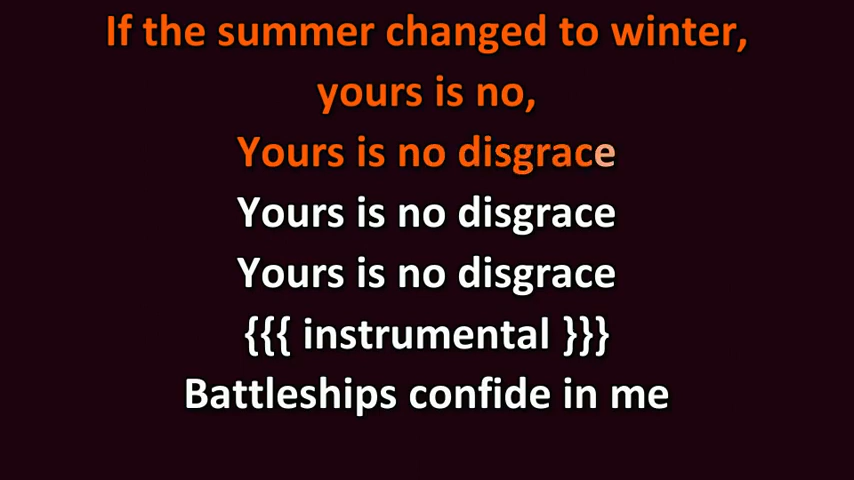 If the summer changed to winter,
yours is no,
Yours is no disgrace
Yours is no disgrace
Yours is no disgrace
{{{ instrumental }}}
Battleships confide in me